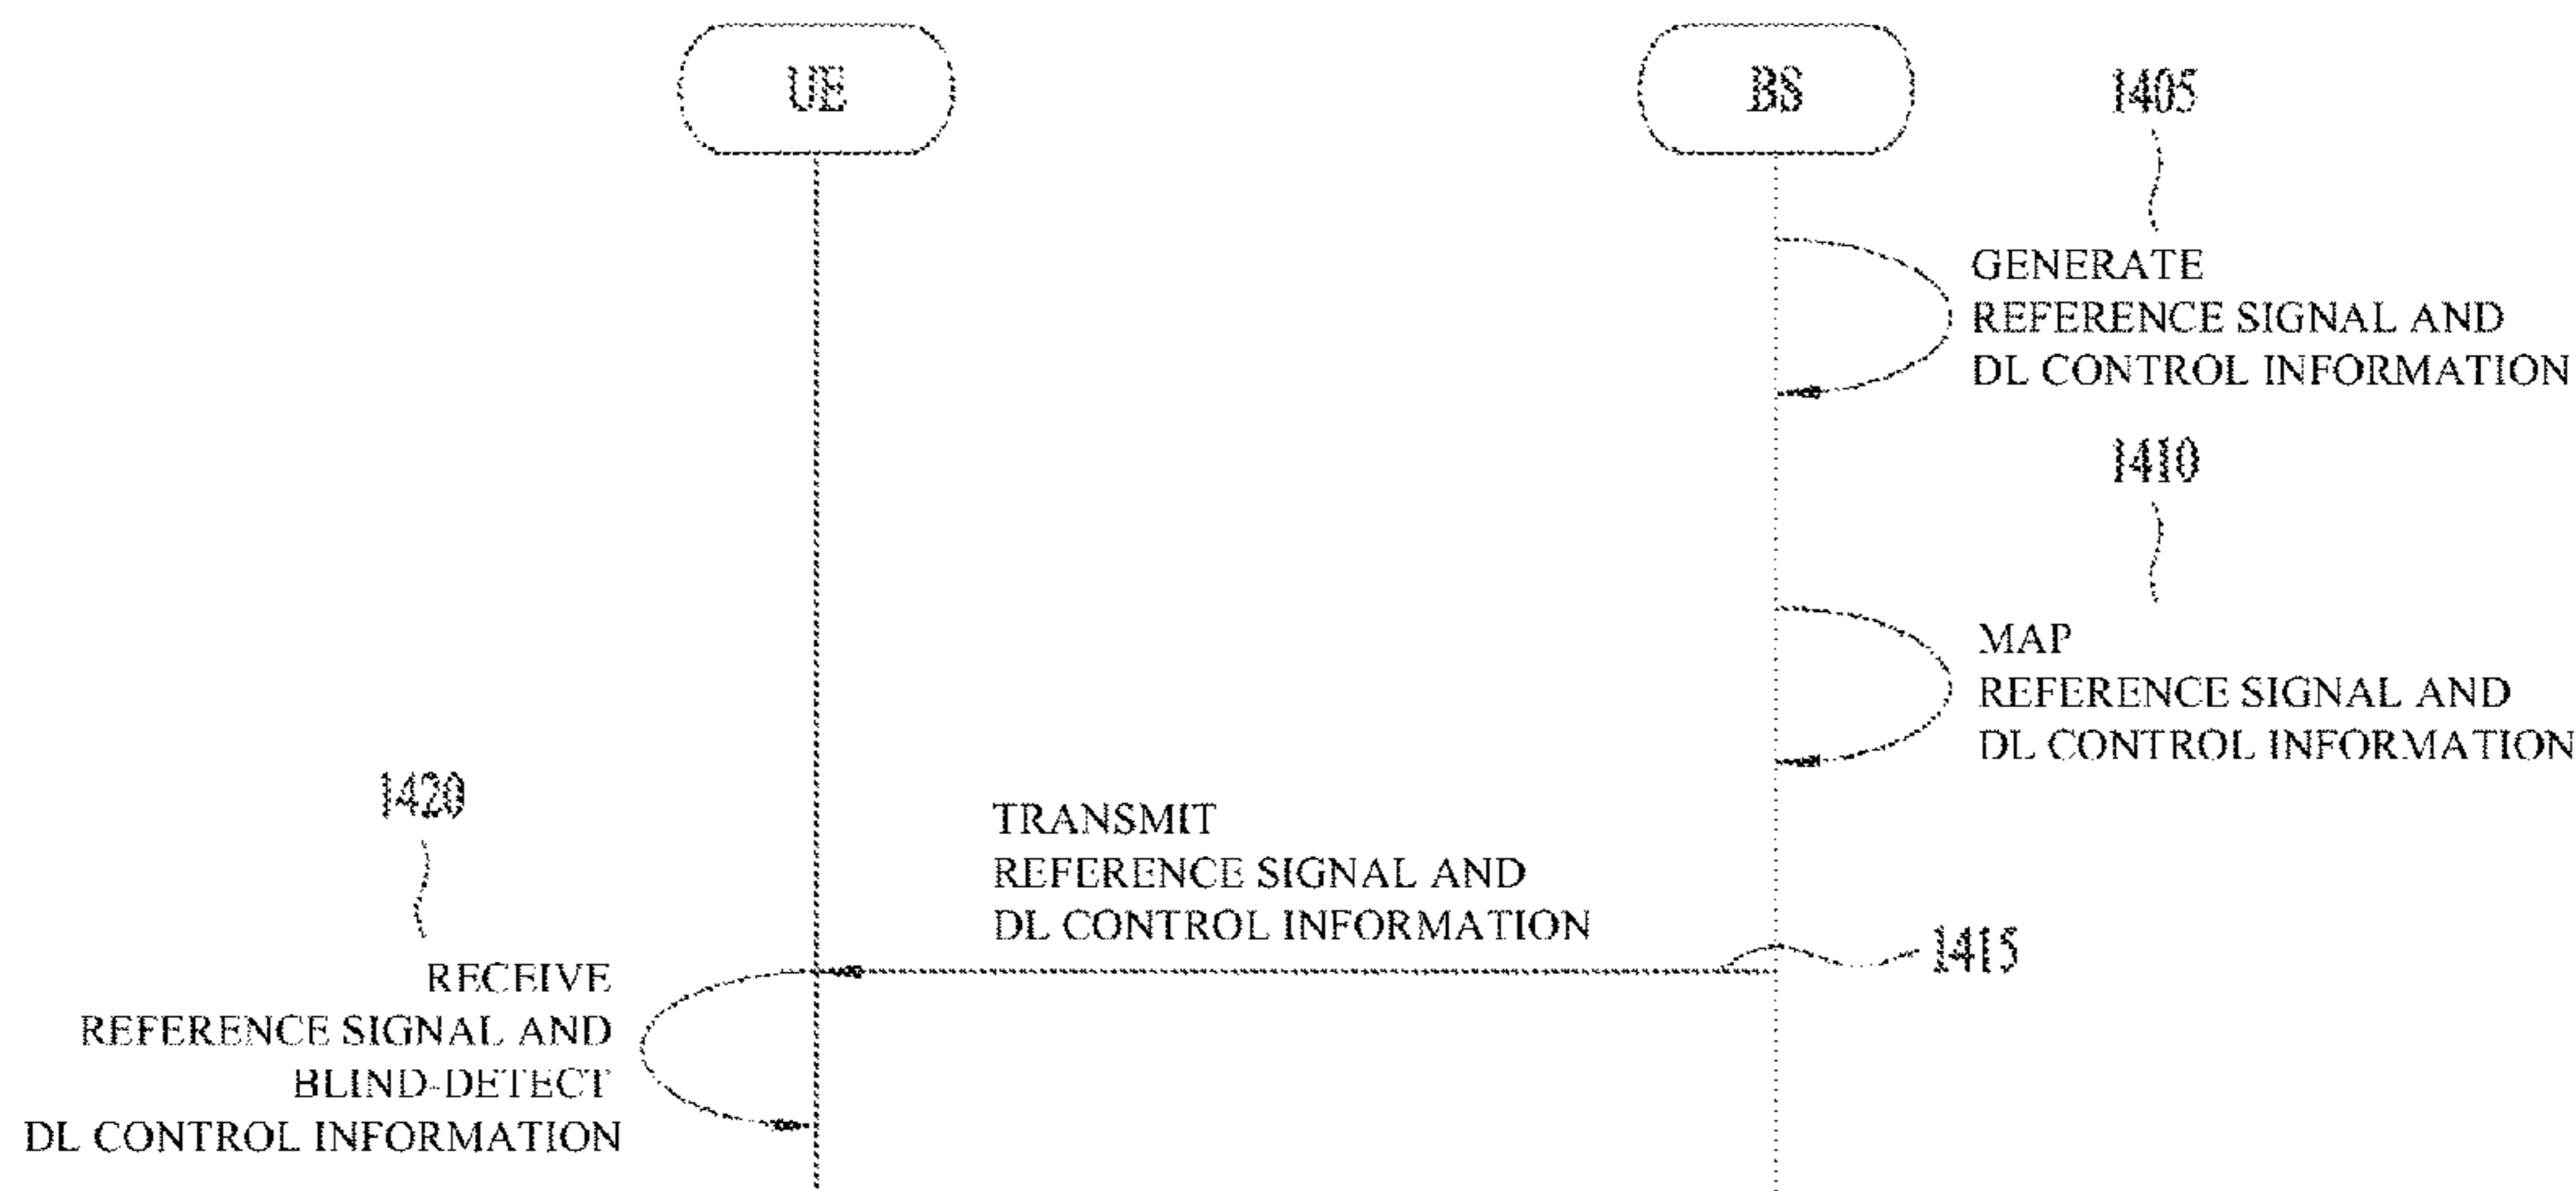 UE
BS
1405
GENERATE
REFERENCE SIGNAL AND
DL CONTROL INFORMATION
1410
MAP
REFERENCE SIGNAL AND
DL CONTROL INFORMATION
TRANSMIT
REFERENCE SIGNAL AND
DL CONTROL INFORMATION
1415
1420
RECEIVE
REFERENCE SIGNAL AND
BLIND-DETECT
DL CONTROL INFORMATION